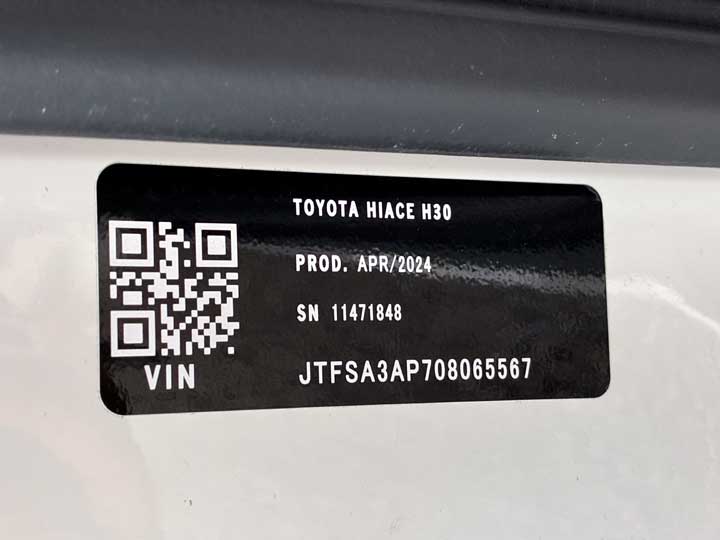 TOYOTA HIACE H30
PROD. APR/2024
SN 11471848
VIN JTFSA3AP708065567